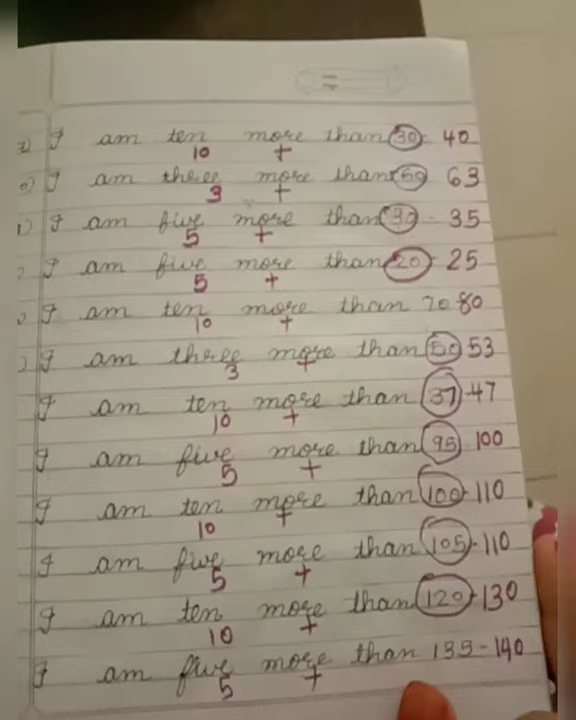 I am ten more than 30 - 40
10 +
I am three more than 60 63
3 +
I am five more than 30 - 35
5 +
I am five more than 20 - 25
5 +
I am ten more than 70 80
10 +
I am three more than 50 53
3 +
I am ten more than 37 - 47
10 +
I am five more than 95 100
5 +
I am ten more than 100 - 110
10 +
I am five more than 105 - 110
5 +
I am ten more than 120 - 130
10 +
I am five more than 135 - 140
5 +